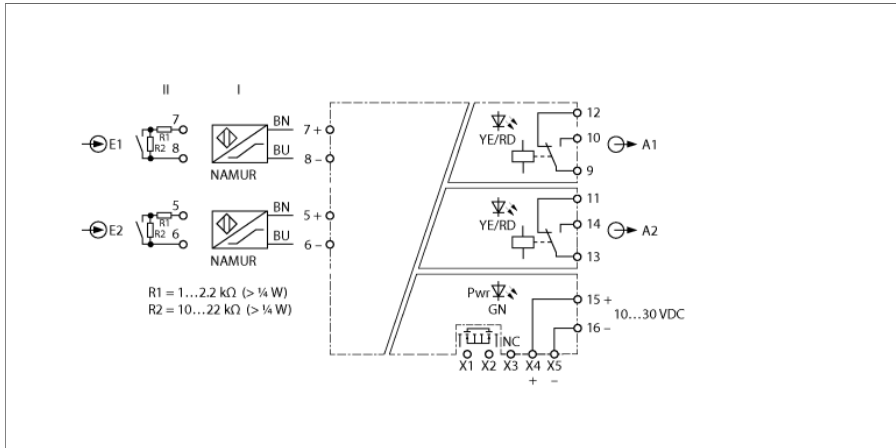 II I
E1
7
R1
R2
8
BN 7 +
BU 8 –
NAMUR
E2
5
R1
R2
6
BN 5 +
BU 6 –
NAMUR
R1 = 1…2.2 kΩ (> ¼ W)
R2 = 10…22 kΩ (> ¼ W)
YE/RD
12
10
9
A1
YE/RD
11
14
13
A2
Pwr
GN
15 +
16 –
10…30 VDC
NC
X1 X2 X3 X4 X5
+ –